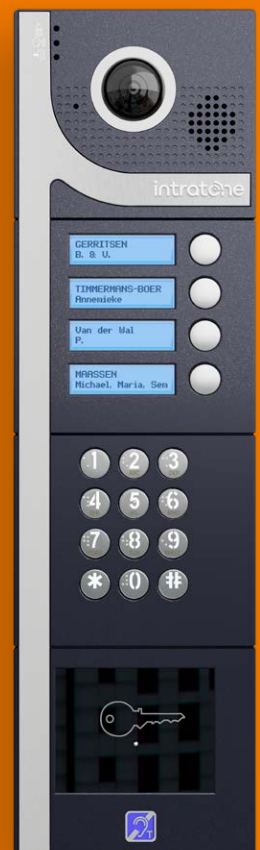 intratone
GERRITSEN
B. & V.
TIMMERMANS-BOER
Annemieke
Van der Wal
P.
MAASSEN
Michael, Maria, Sem
1 2 3
4 5 6
7 8 9
* 0 #
T